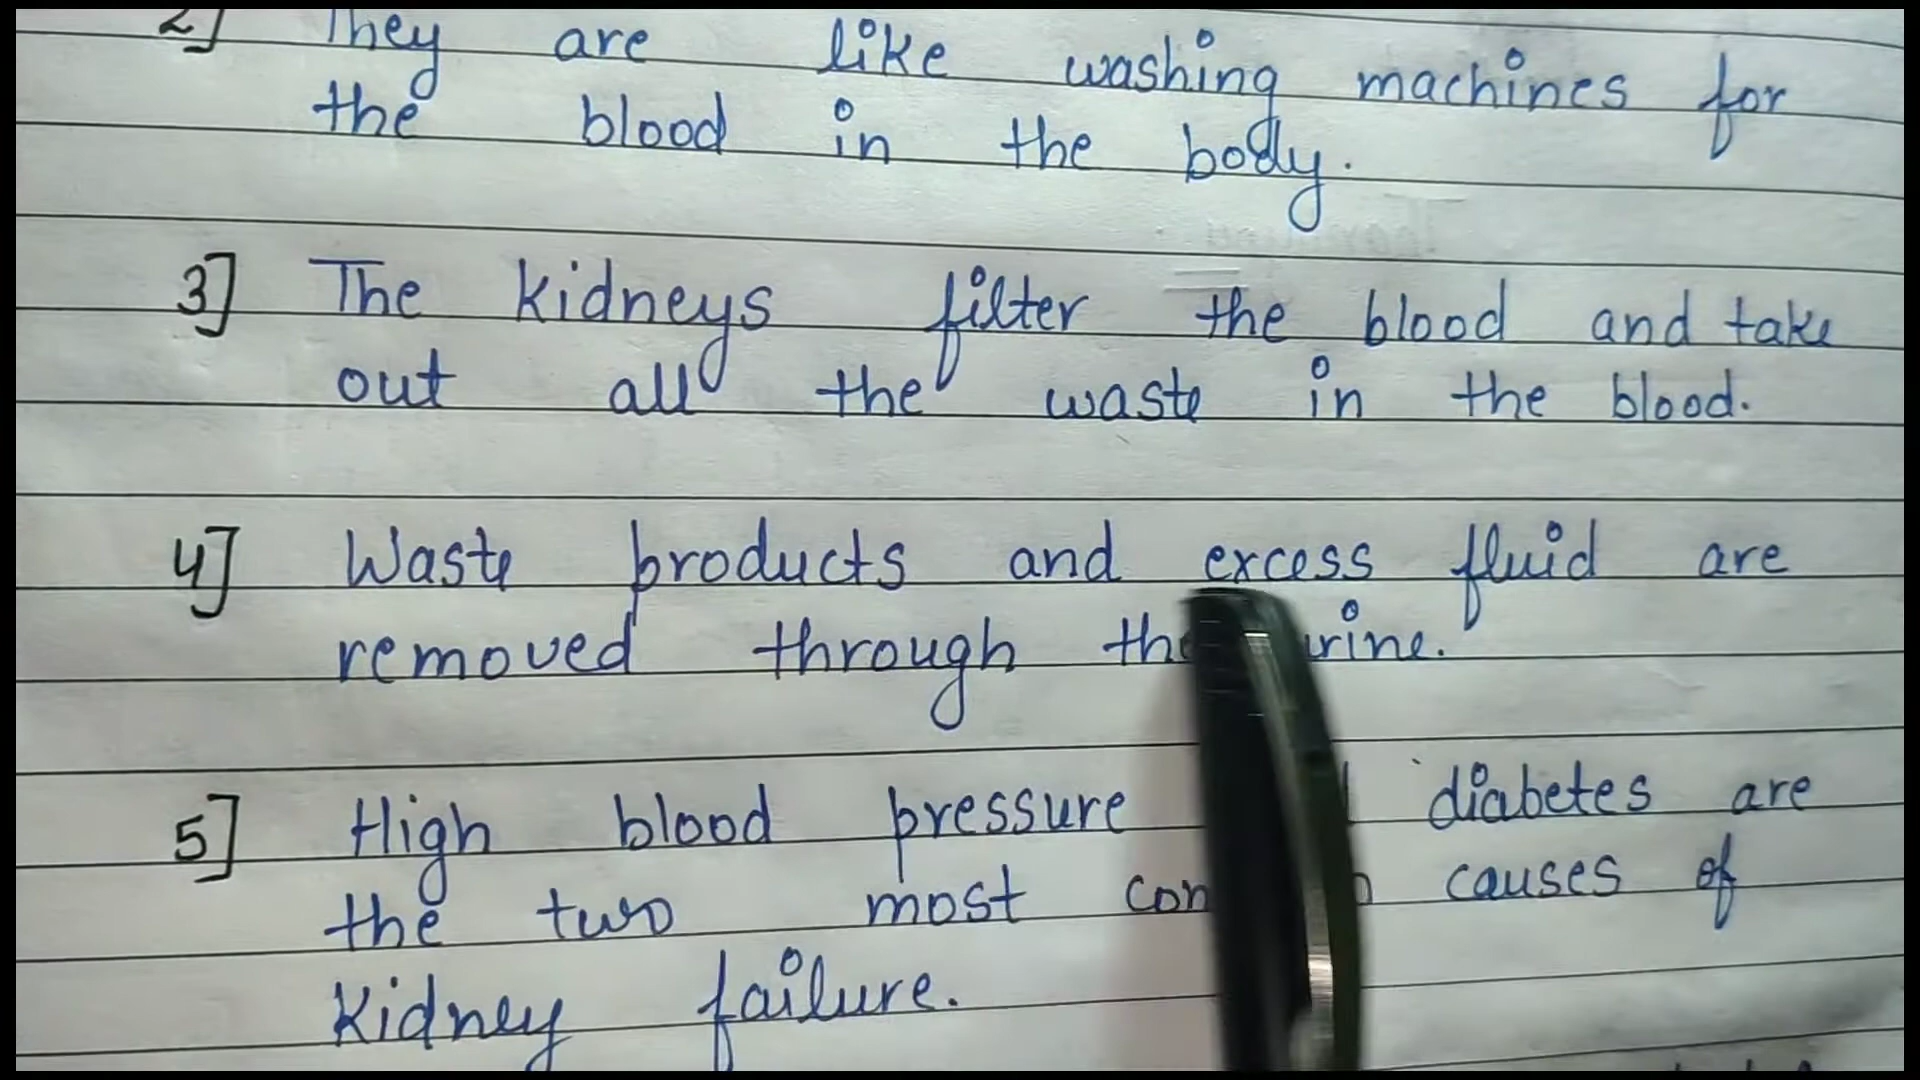 2] They are like washing machines for
the blood in the body.
3] The kidneys filter the blood and take
out all the waste in the blood.
4] Waste products and excess fluid are
removed through the urine.
5] High blood pressure diabetes are
the two most causes of
kidney failure.